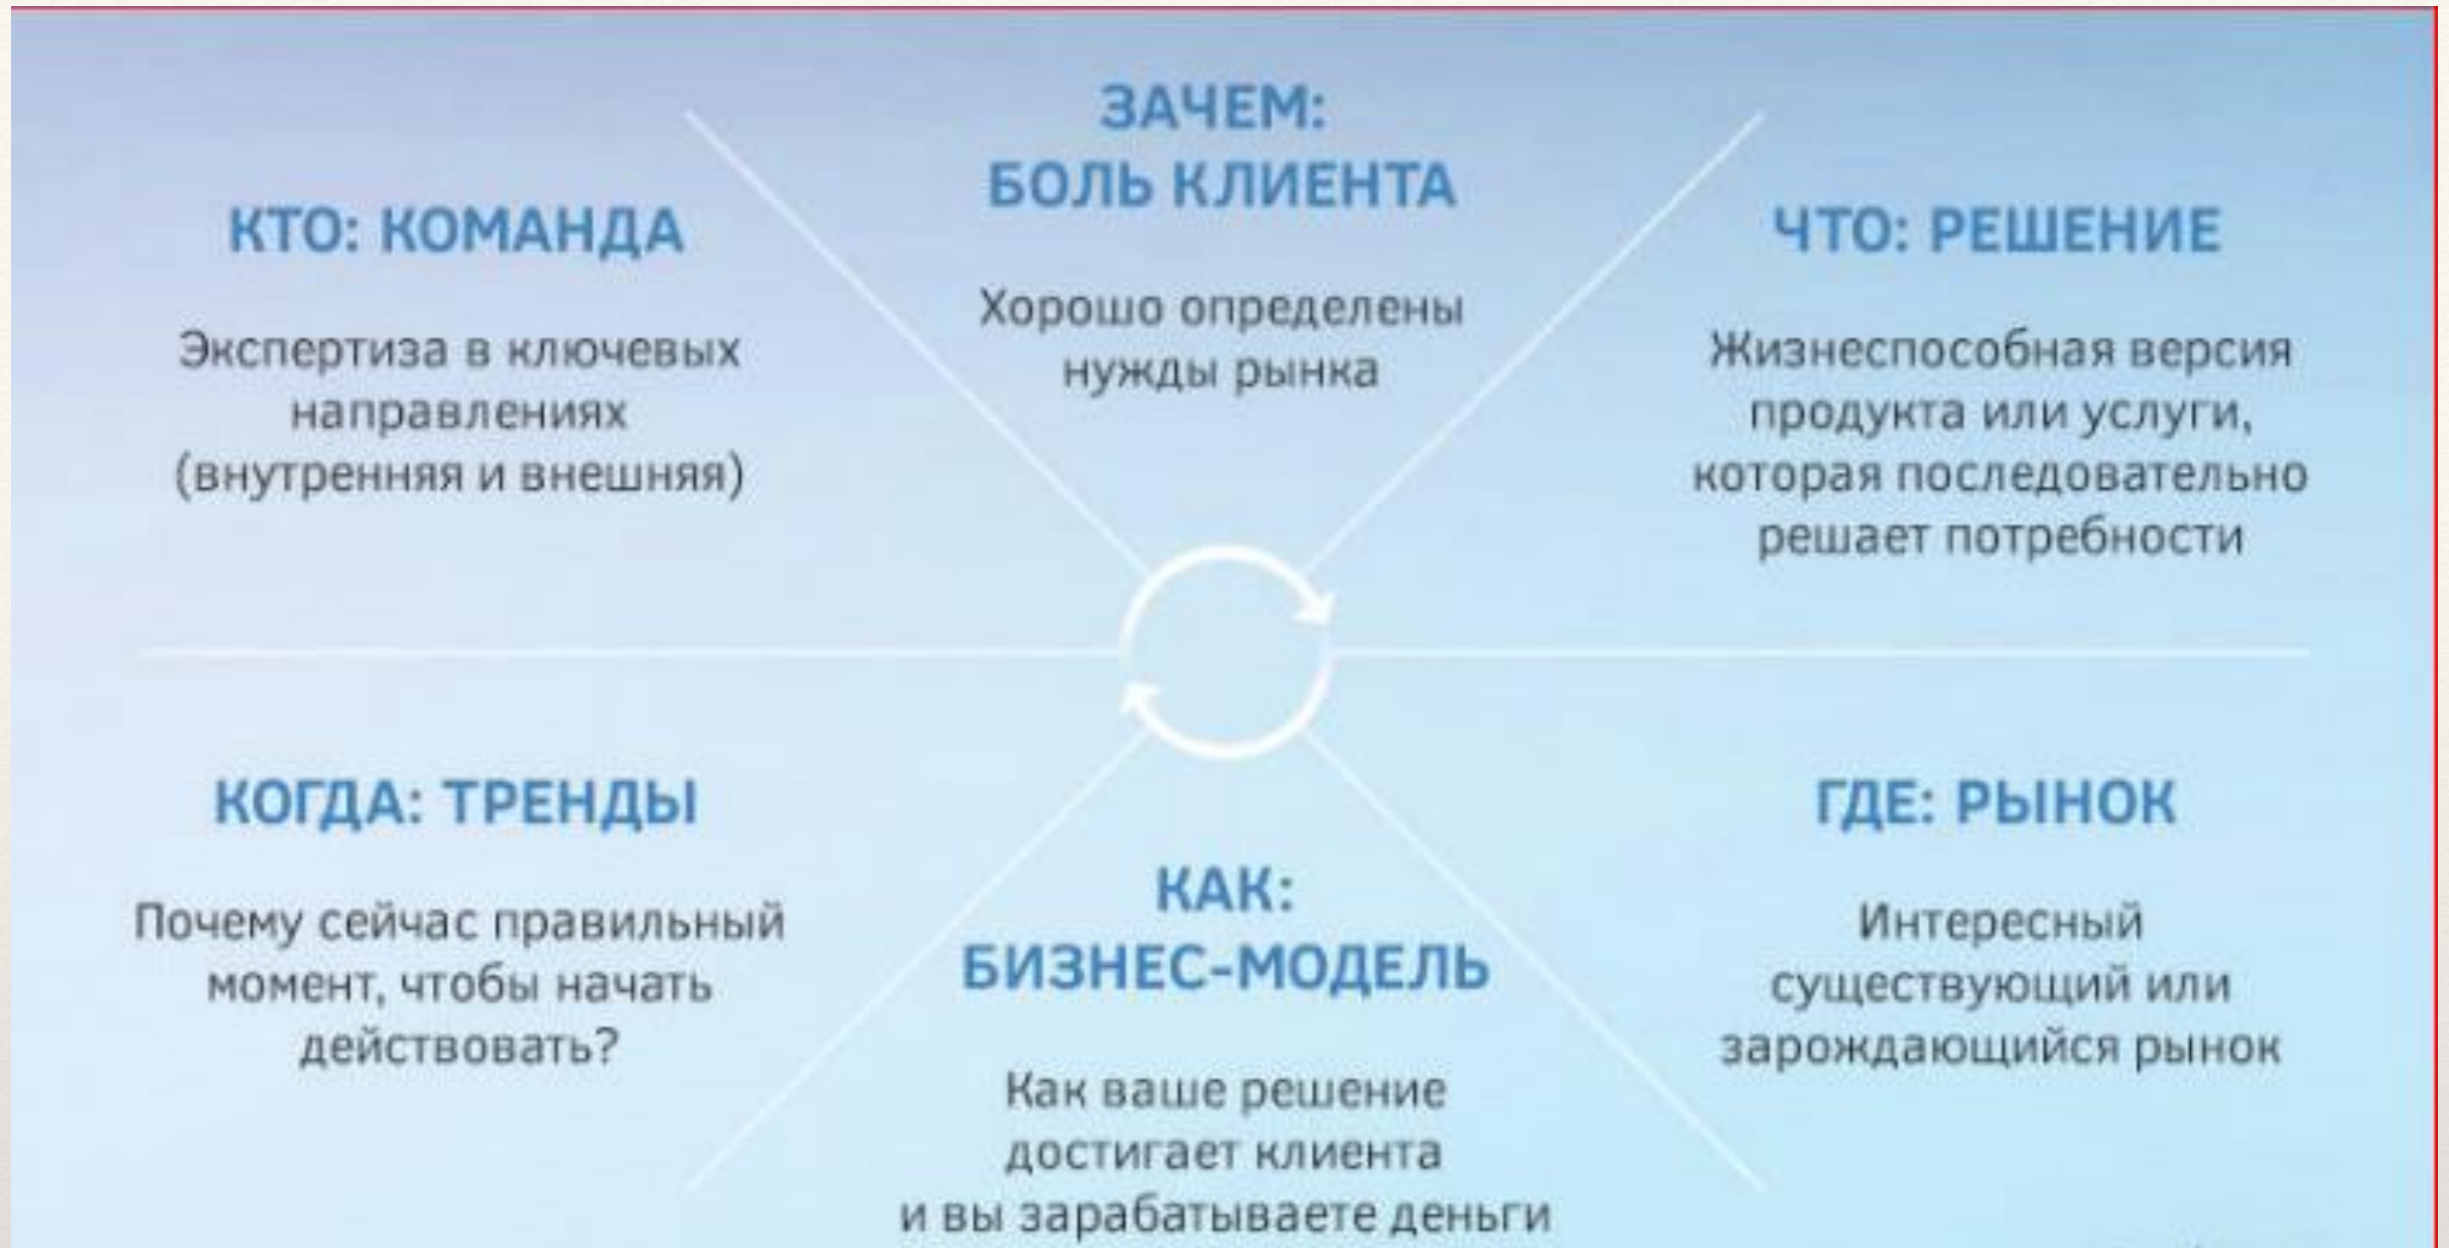 ЗАЧЕМ:
БОЛЬ КЛИЕНТА
Хорошо определены
нужды рынка
ЧТО: РЕШЕНИЕ
Жизнеспособная версия
продукта или услуги,
которая последовательно
решает потребности
ГДЕ: РЫНОК
Интересный
существующий или
зарождающийся рынок
КАК:
БИЗНЕС-МОДЕЛЬ
Как ваше решение
достигает клиента
и вы зарабатываете деньги
КОГДА: ТРЕНДЫ
Почему сейчас правильный
момент, чтобы начать
действовать?
КТО: КОМАНДА
Экспертиза в ключевых
направлениях
(внутренняя и внешняя)